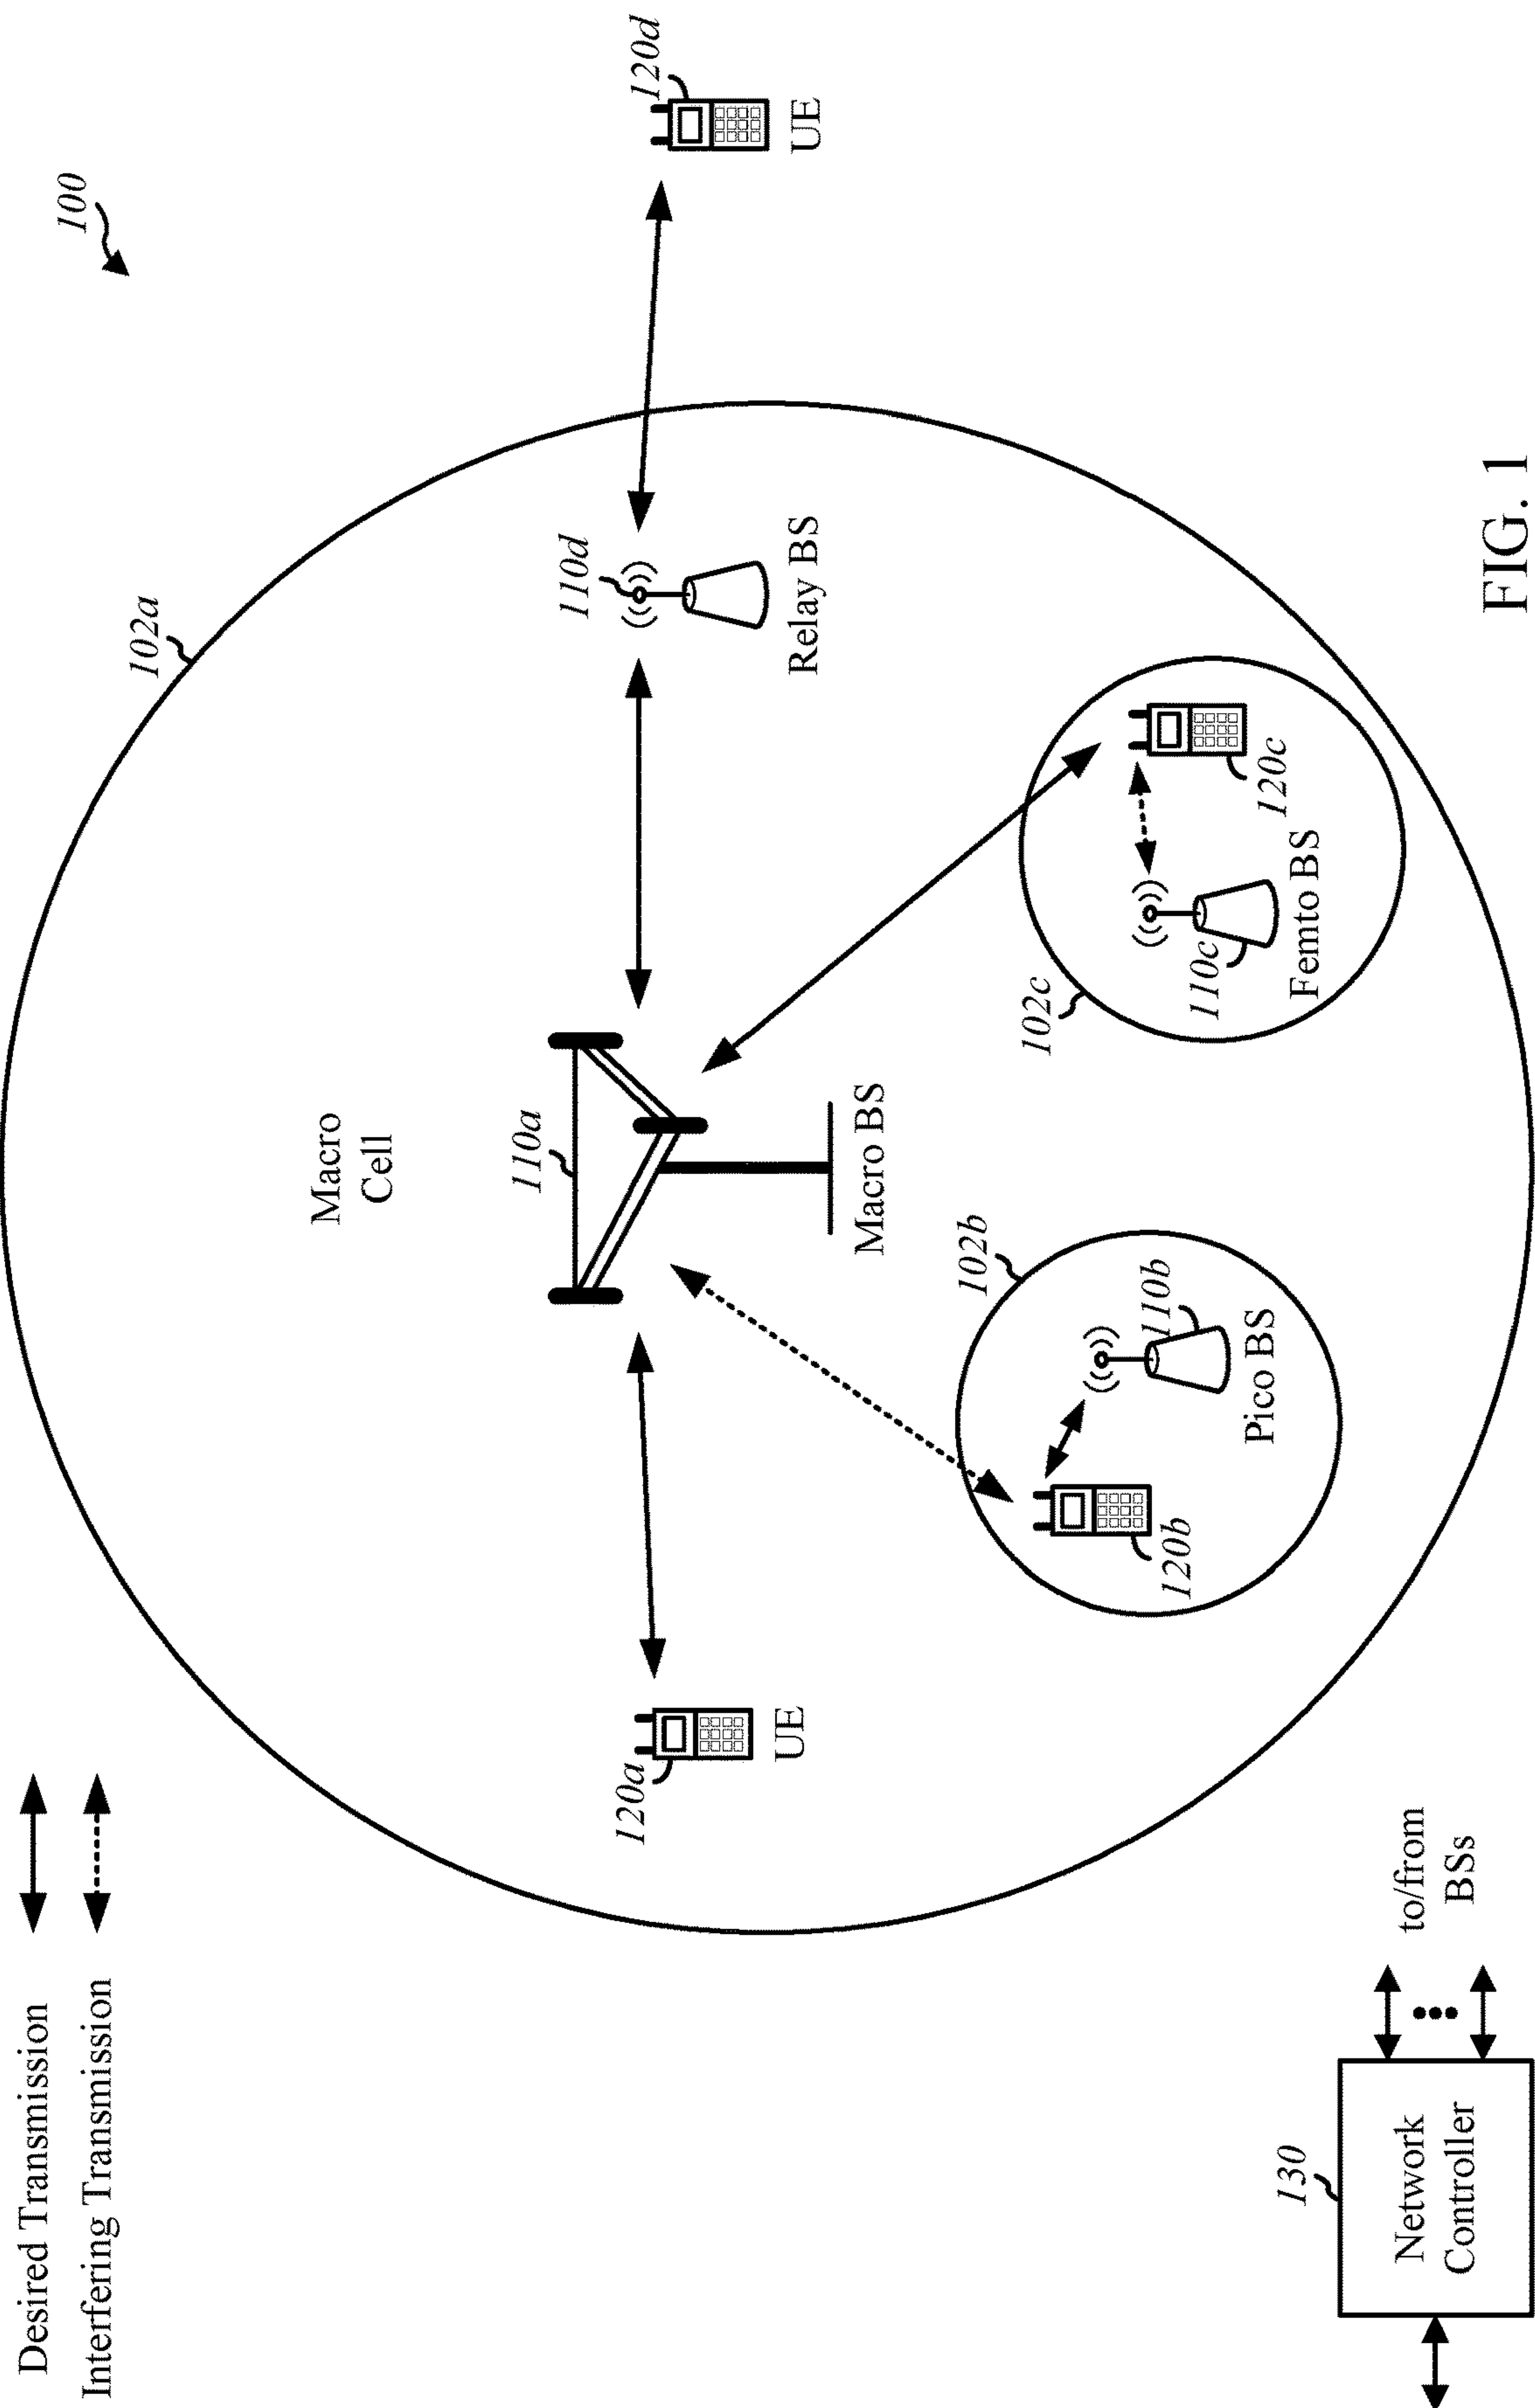 Desired Transmission
Interfering Transmission
100
102a
Macro
Cell
110a
110d
120a
120d
UE
Macro BS
Relay BS
UE
102b
102c
110b
120b
Pico BS
120c
110c
Femto BS
130
Network
Controller
to/from
BSs
FIG. 1